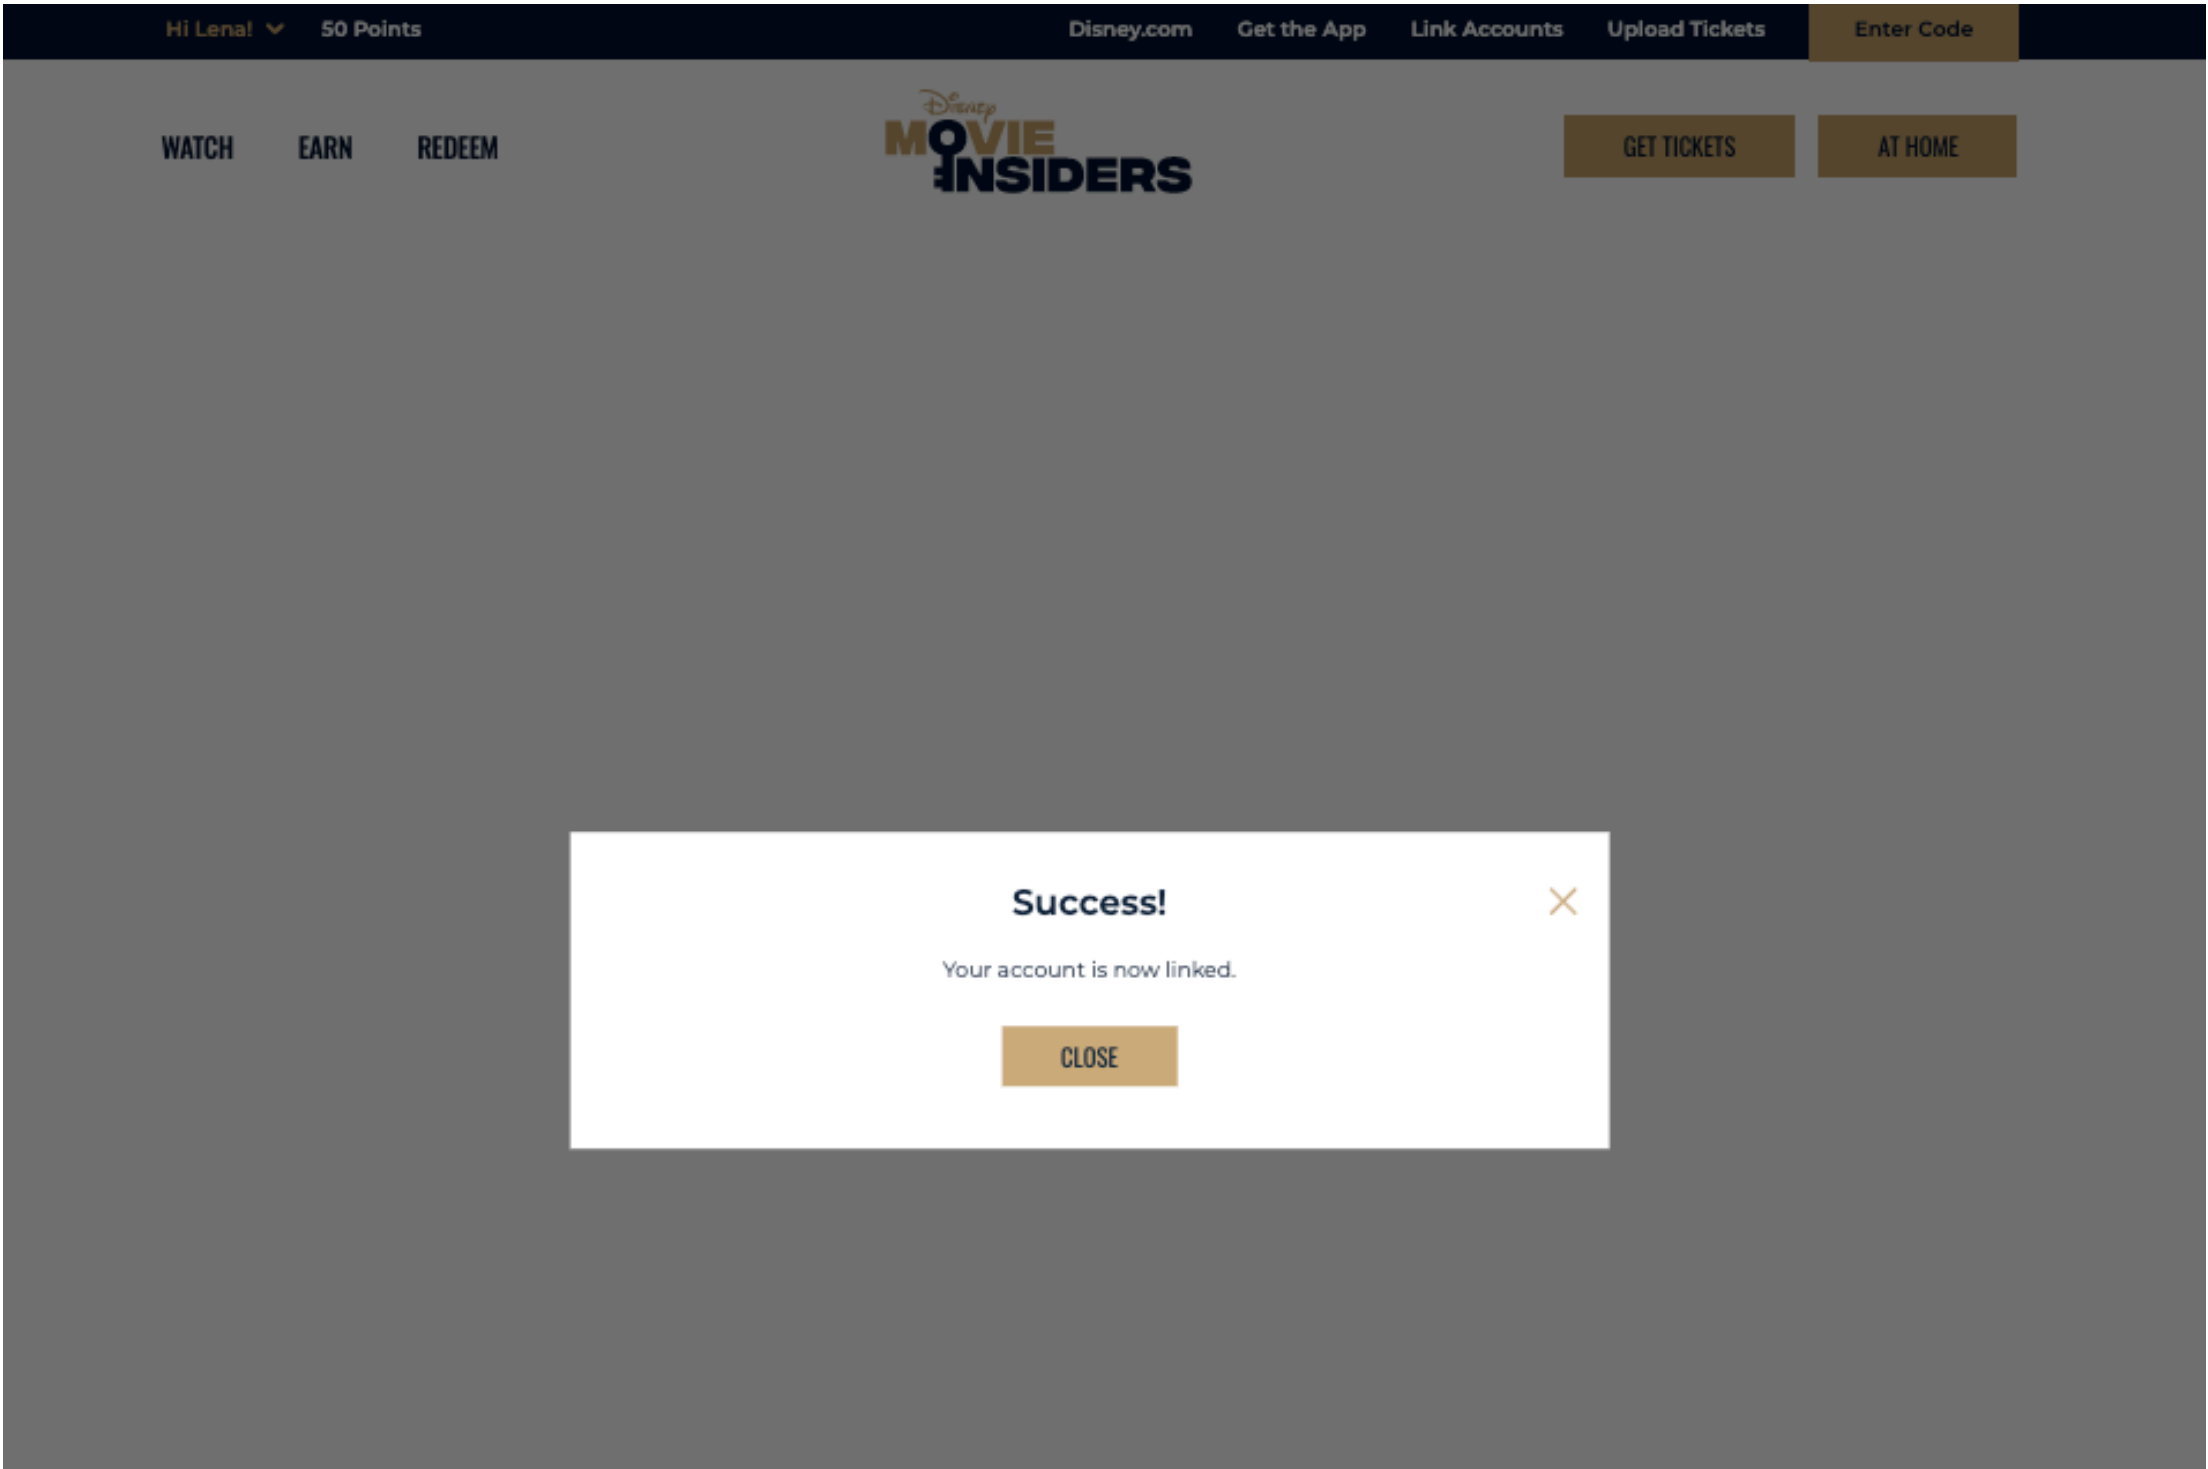 Hi Lena! 50 Points Disney.com Get the App Link Accounts Upload Tickets Enter Code
WATCH EARN REDEEM
Disney
MOVIE
INSIDERS
GET TICKETS AT HOME
Success!
Your account is now linked.
CLOSE